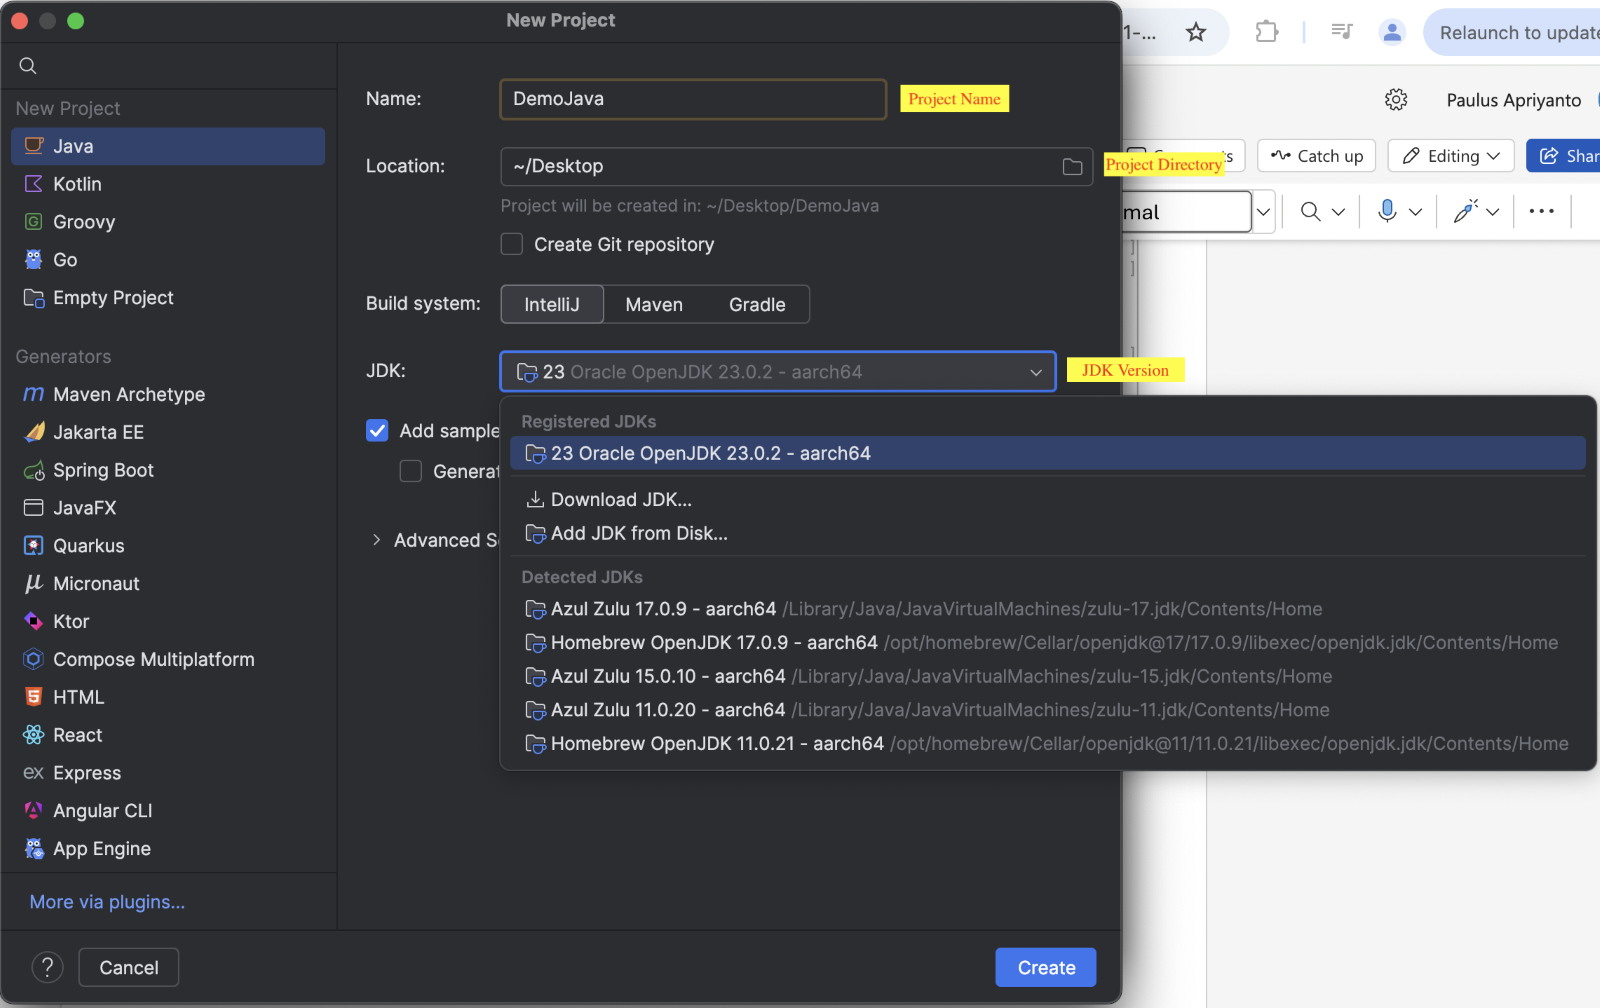 New Project
1-...
Relaunch to update
New Project
Java
Kotlin
Groovy
Go
Empty Project
Generators
Maven Archetype
Jakarta EE
Spring Boot
JavaFX
Quarkus
Micronaut
Ktor
Compose Multiplatform
HTML
React
ex Express
Angular CLI
App Engine
More via plugins...
Name:
DemoJava
Project Name
Location:
~/Desktop
Project Directory
Project will be created in: ~/Desktop/DemoJava
Create Git repository
Build system:
IntelliJ
Maven
Gradle
JDK:
23 Oracle OpenJDK 23.0.2 - aarch64
JDK Version
Add sample
Generat
Advanced S
Registered JDKs
23 Oracle OpenJDK 23.0.2 - aarch64
Download JDK...
Add JDK from Disk...
Detected JDKs
Azul Zulu 17.0.9 - aarch64 /Library/Java/JavaVirtualMachines/zulu-17.jdk/Contents/Home
Homebrew OpenJDK 17.0.9 - aarch64 /opt/homebrew/Cellar/openjdk@17/17.0.9/libexec/openjdk.jdk/Contents/Home
Azul Zulu 15.0.10 - aarch64 /Library/Java/JavaVirtualMachines/zulu-15.jdk/Contents/Home
Azul Zulu 11.0.20 - aarch64 /Library/Java/JavaVirtualMachines/zulu-11.jdk/Contents/Home
Homebrew OpenJDK 11.0.21 - aarch64 /opt/homebrew/Cellar/openjdk@11/11.0.21/libexec/openjdk.jdk/Contents/Home
?
Cancel
Create
Paulus Apriyanto
Catch up
Editing
Shar
mal